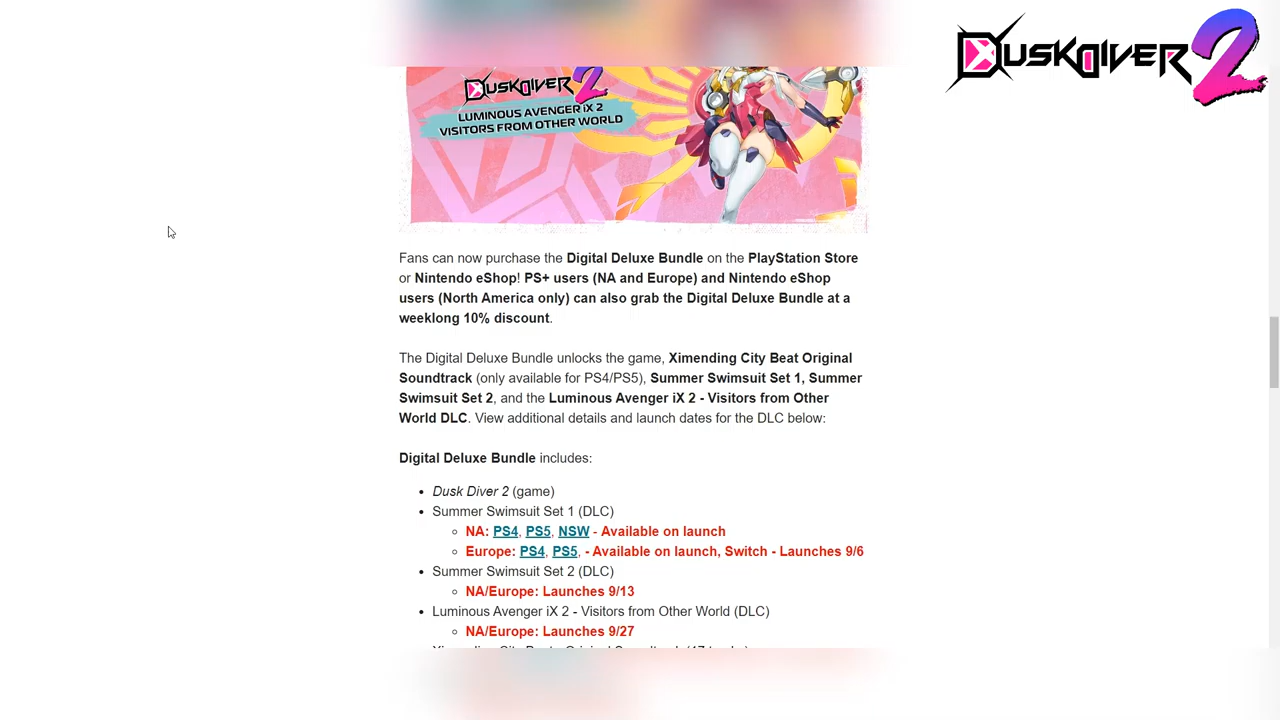 DUSKDIVER 2
DUSKDIVER 2
LUMINOUS AVENGER iX 2
VISITORS FROM OTHER WORLD
Fans can now purchase the Digital Deluxe Bundle on the PlayStation Store
or Nintendo eShop! PS+ users (NA and Europe) and Nintendo eShop
users (North America only) can also grab the Digital Deluxe Bundle at a
weeklong 10% discount.
The Digital Deluxe Bundle unlocks the game, Ximending City Beat Original
Soundtrack (only available for PS4/PS5), Summer Swimsuit Set 1, Summer
Swimsuit Set 2, and the Luminous Avenger iX 2 - Visitors from Other
World DLC. View additional details and launch dates for the DLC below:
Digital Deluxe Bundle includes:
• Dusk Diver 2 (game)
• Summer Swimsuit Set 1 (DLC)
○ NA: PS4, PS5, NSW - Available on launch
○ Europe: PS4, PS5, - Available on launch, Switch - Launches 9/6
• Summer Swimsuit Set 2 (DLC)
○ NA/Europe: Launches 9/13
• Luminous Avenger iX 2 - Visitors from Other World (DLC)
○ NA/Europe: Launches 9/27